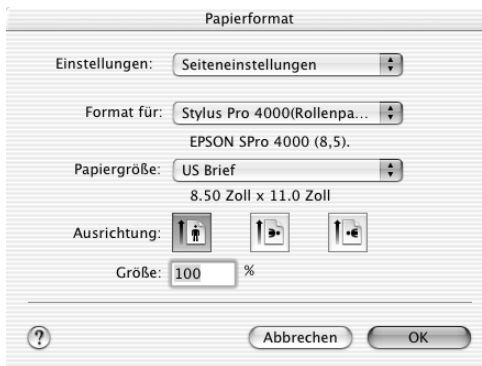 Papierformat
Einstellungen: Seiteneinstellungen
Format für: Stylus Pro 4000(Rollenpa...
EPSON SPro 4000 (8,5).
Papiergröße: US Brief
8.50 Zoll x 11.0 Zoll
Ausrichtung:
Größe: 100 %
? Abbrechen OK